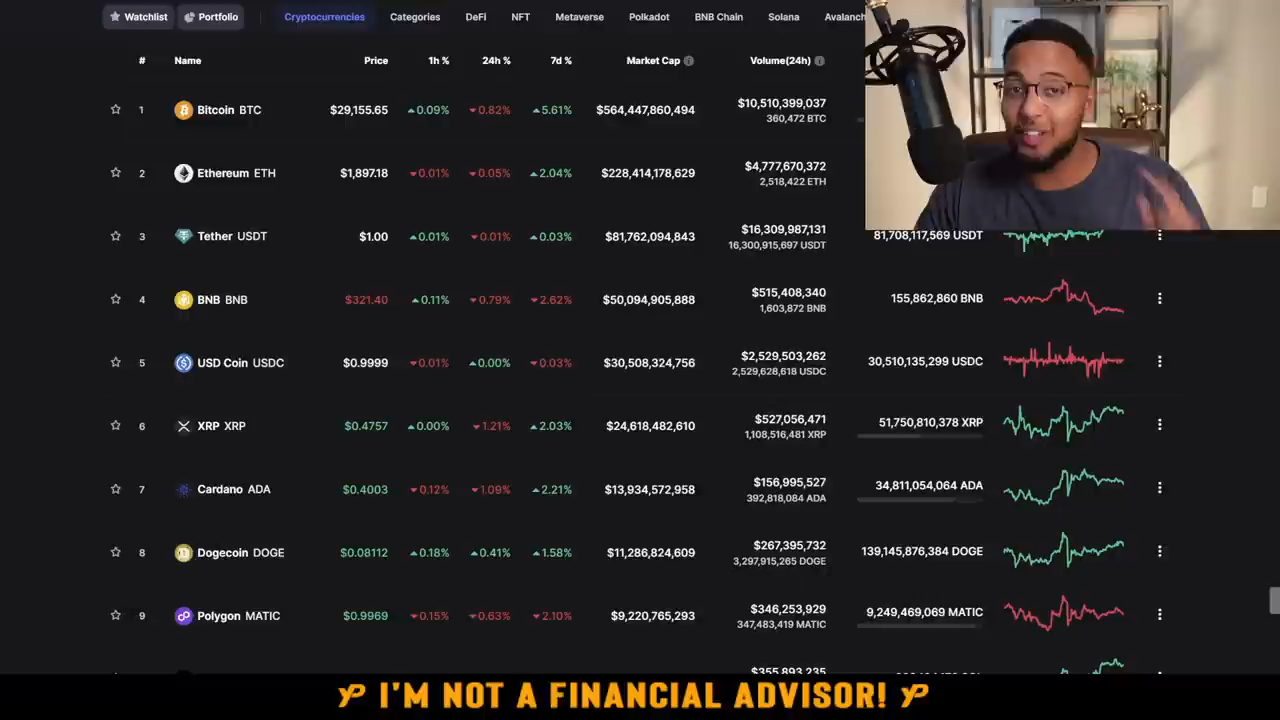 Watchlist Portfolio Cryptocurrencies Categories DeFi NFT Metaverse Polkadot BNB Chain Solana Avalanch
# Name Price 1h % 24h % 7d % Market Cap Volume(24h)
1 Bitcoin BTC $29,155.65 0.09% 0.82% 5.61% $564,447,860,494 $10,510,399,037
360,472 BTC
2 Ethereum ETH $1,897.18 0.01% 0.05% 2.04% $228,414,178,629 $4,777,670,372
2,518,422 ETH
3 Tether USDT $1.00 0.01% 0.01% 0.03% $81,762,094,843 $16,309,987,131 81,708,117,569 USDT
16,300,915,697 USDT
4 BNB BNB $321.40 0.11% 0.79% 2.62% $50,094,905,888 $515,408,340 155,862,860 BNB
1,603,872 BNB
5 USD Coin USDC $0.9999 0.01% 0.00% 0.03% $30,508,324,756 $2,529,503,262 30,510,135,299 USDC
2,529,628,618 USDC
6 XRP XRP $0.4757 0.00% 1.21% 2.03% $24,618,482,610 $527,056,471 51,750,810,378 XRP
1,108,516,481 XRP
7 Cardano ADA $0.4003 0.12% 1.09% 2.21% $13,934,572,958 $156,995,527 34,811,054,064 ADA
392,818,084 ADA
8 Dogecoin DOGE $0.08112 0.18% 0.41% 1.58% $11,286,824,609 $267,395,732 139,145,876,384 DOGE
3,297,915,265 DOGE
9 Polygon MATIC $0.9969 0.15% 0.63% 2.10% $9,220,765,293 $346,253,929 9,249,469,069 MATIC
347,483,419 MATIC
$355,893,235
I'M NOT A FINANCIAL ADVISOR!